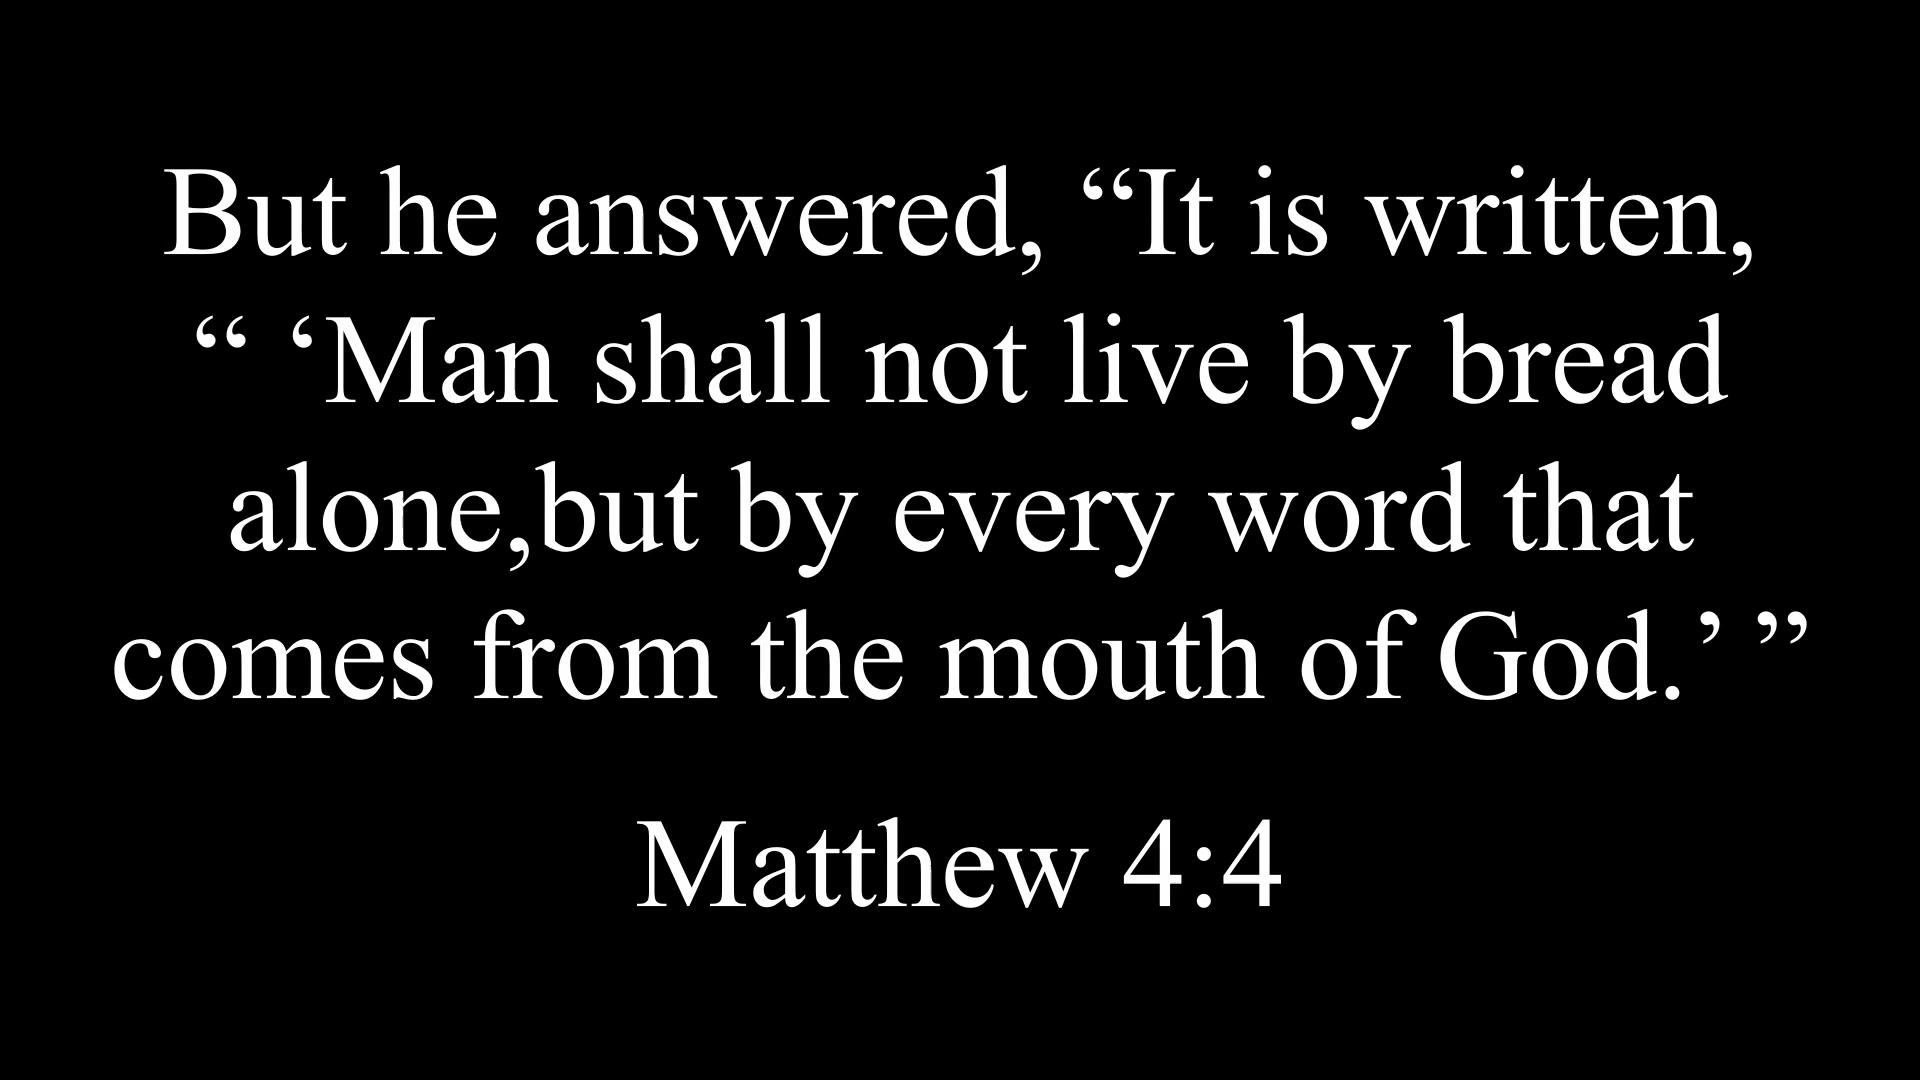 But he answered, “It is written,
“ ‘Man shall not live by bread
alone,but by every word that
comes from the mouth of God.’ ”
Matthew 4:4